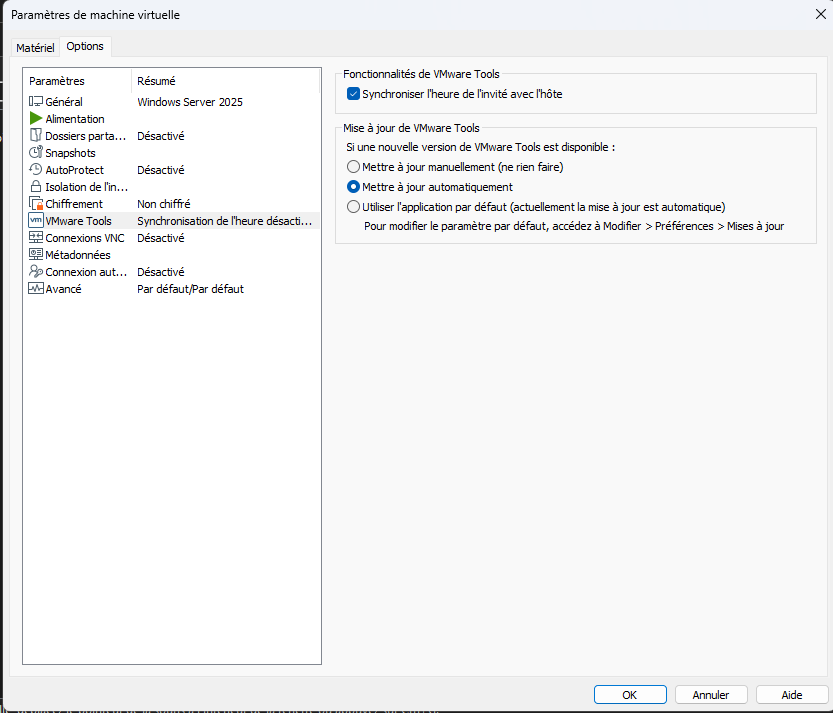 Paramètres de machine virtuelle
Matériel Options
Paramètres Résumé
Général Windows Server 2025
Alimentation
Dossiers parta... Désactivé
Snapshots
AutoProtect Désactivé
Isolation de l'in...
Chiffrement Non chiffré
vm VMware Tools Synchronisation de l'heure désacti...
Connexions VNC Désactivé
Métadonnées
Connexion aut... Désactivé
Avancé Par défaut/Par défaut
Fonctionnalités de VMware Tools
Synchroniser l'heure de l'invité avec l'hôte
Mise à jour de VMware Tools
Si une nouvelle version de VMware Tools est disponible :
Mettre à jour manuellement (ne rien faire)
Mettre à jour automatiquement
Utiliser l'application par défaut (actuellement la mise à jour est automatique)
Pour modifier le paramètre par défaut, accédez à Modifier > Préférences > Mises à jour
OK Annuler Aide